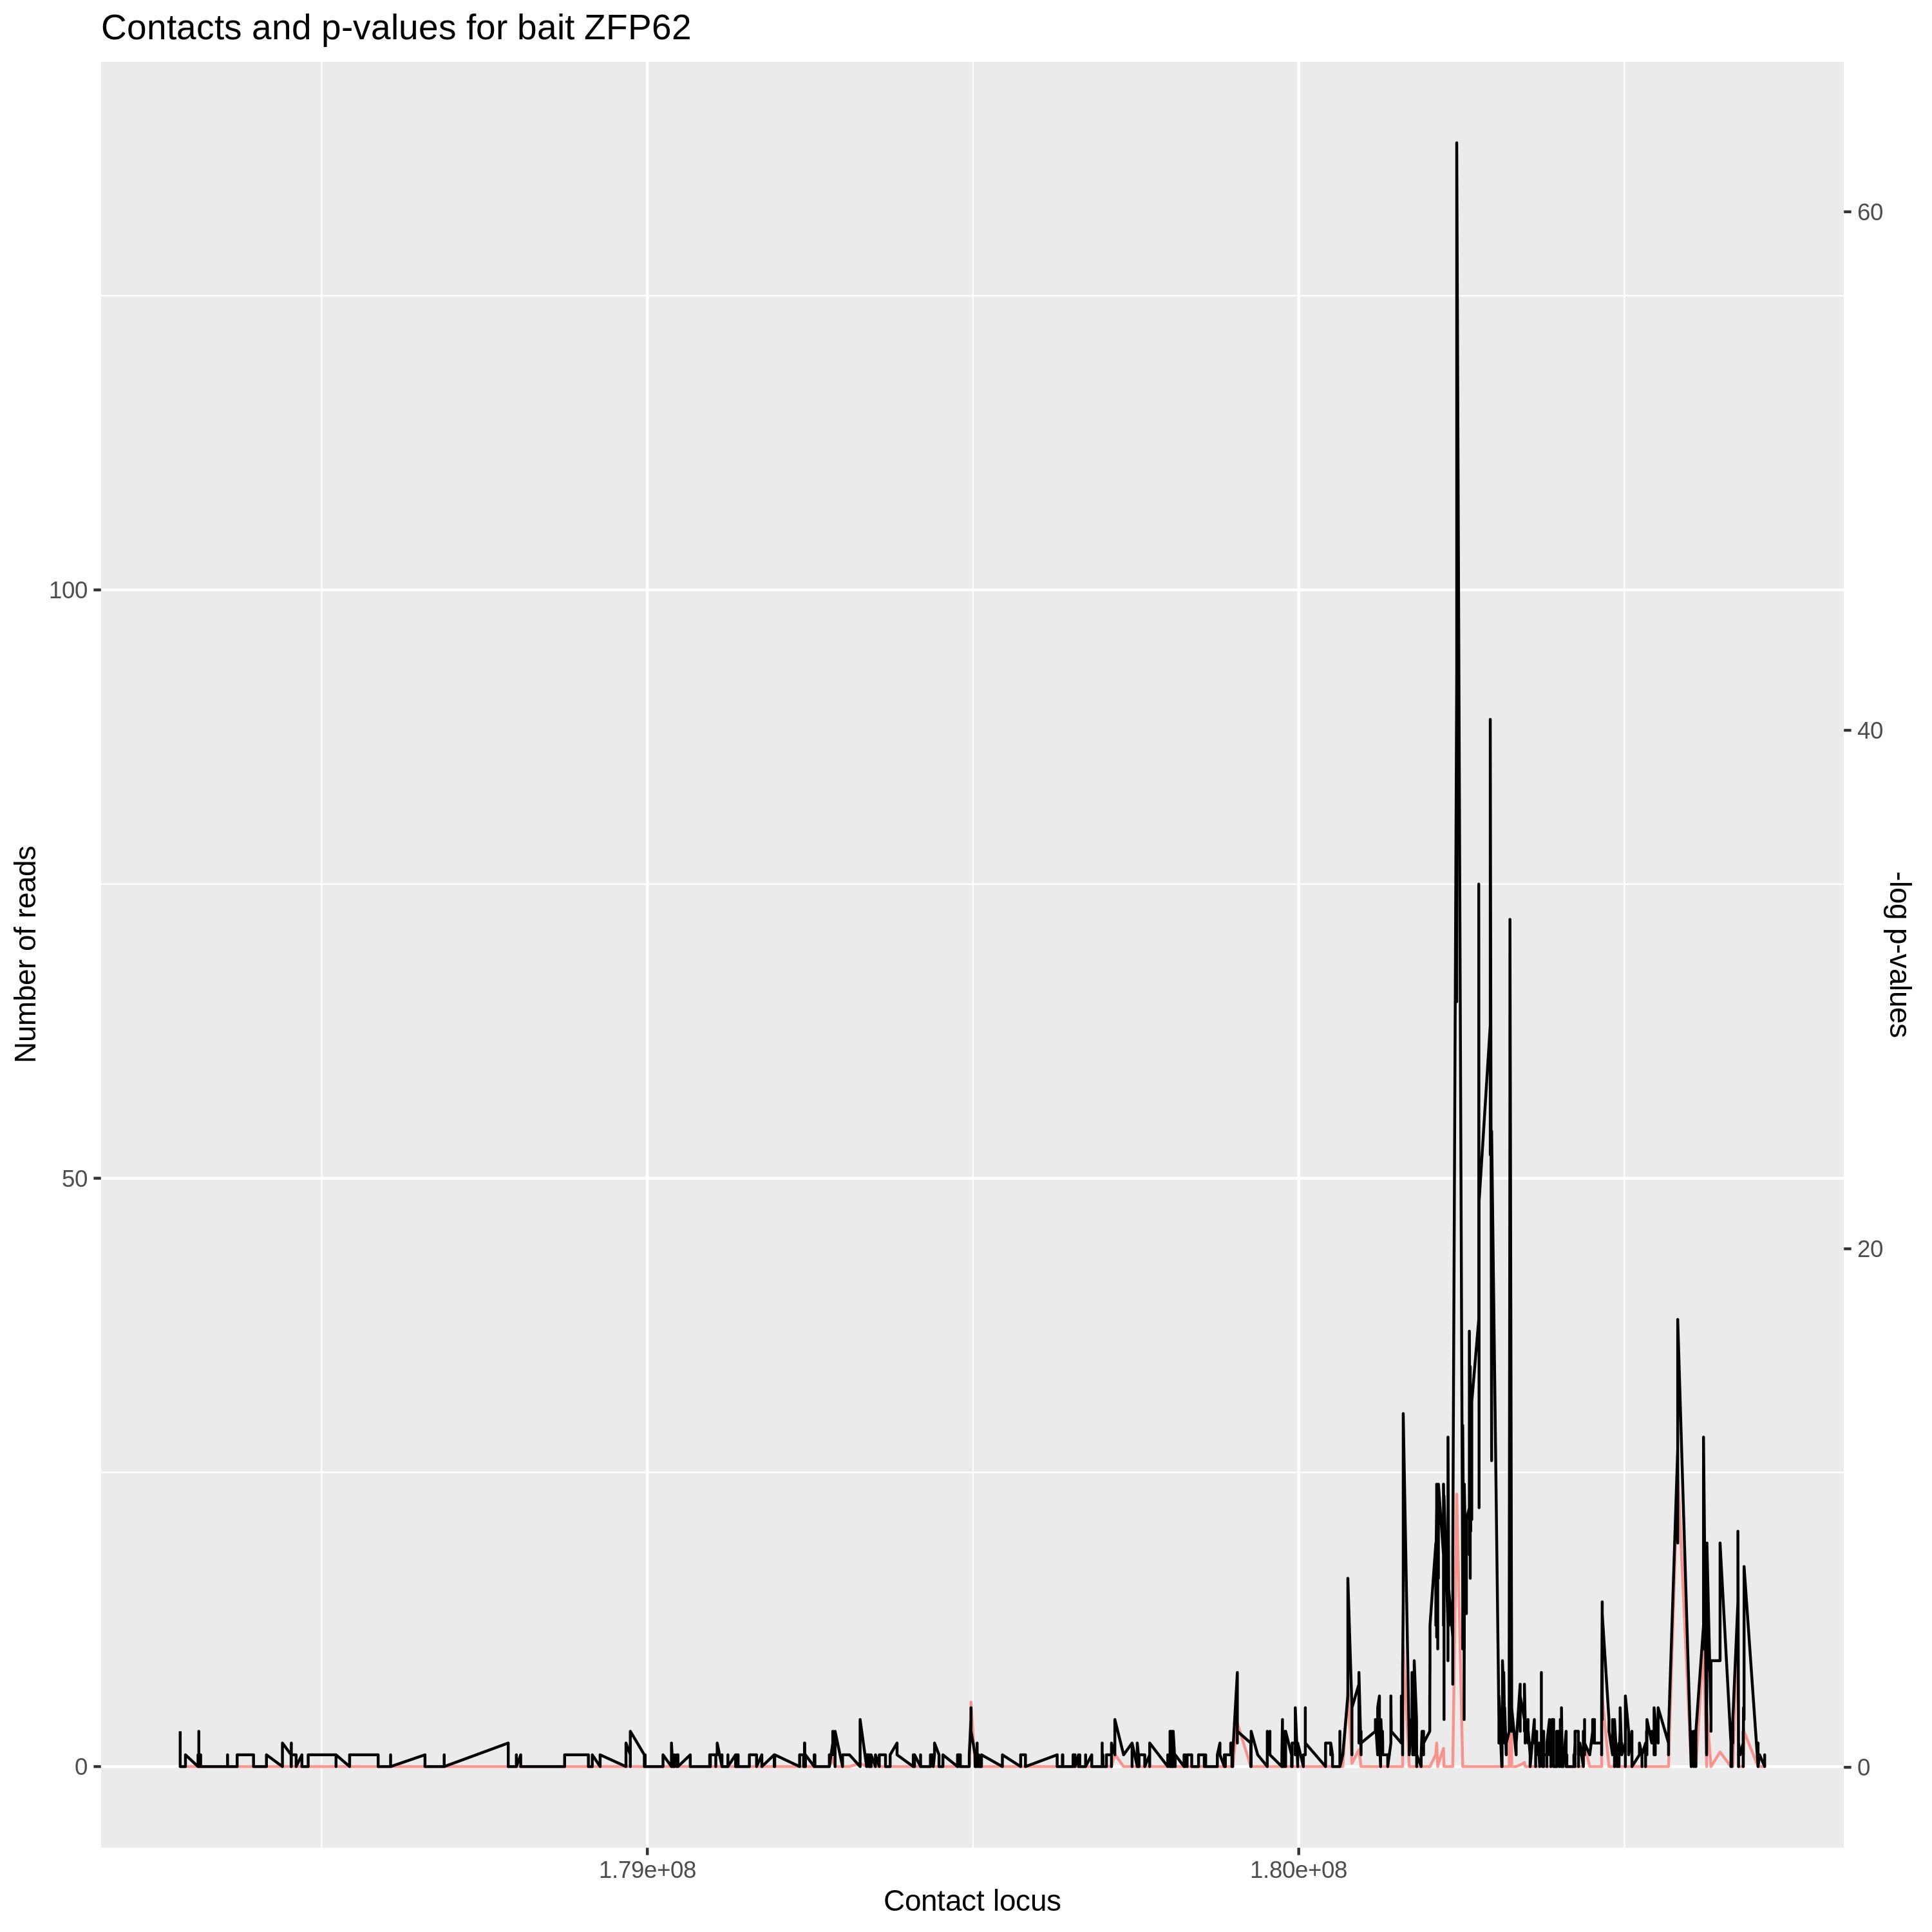 Contacts and p-values for bait ZFP62
Number of reads
100
50
0
60
40
20
0
-log p-values
1.79e+08
1.80e+08
Contact locus